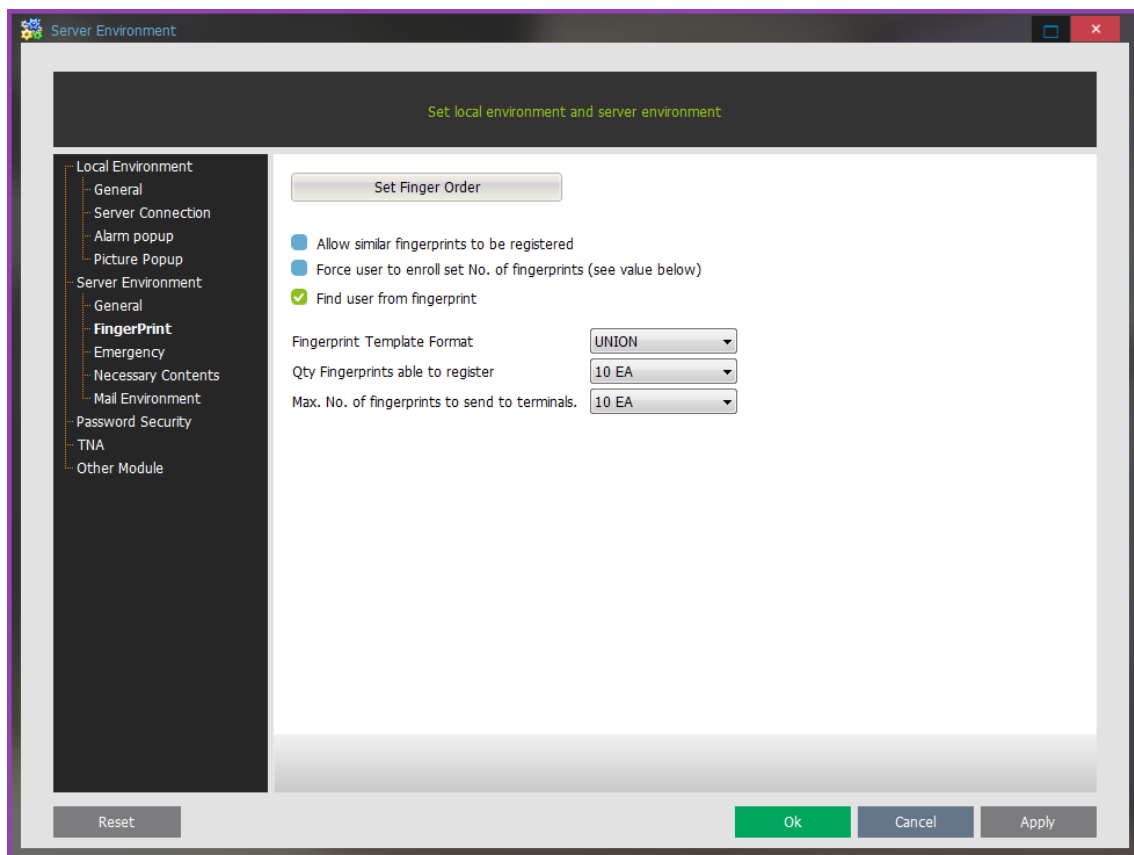 Server Environment
Set local environment and server environment
Local Environment
General
Server Connection
Alarm popup
Picture Popup
Server Environment
General
FingerPrint
Emergency
Necessary Contents
Mail Environment
Password Security
TNA
Other Module
Set Finger Order
Allow similar fingerprints to be registered
Force user to enroll set No. of fingerprints (see value below)
Find user from fingerprint
Fingerprint Template Format UNION
Qty Fingerprints able to register 10 EA
Max. No. of fingerprints to send to terminals. 10 EA
Reset Ok Cancel Apply